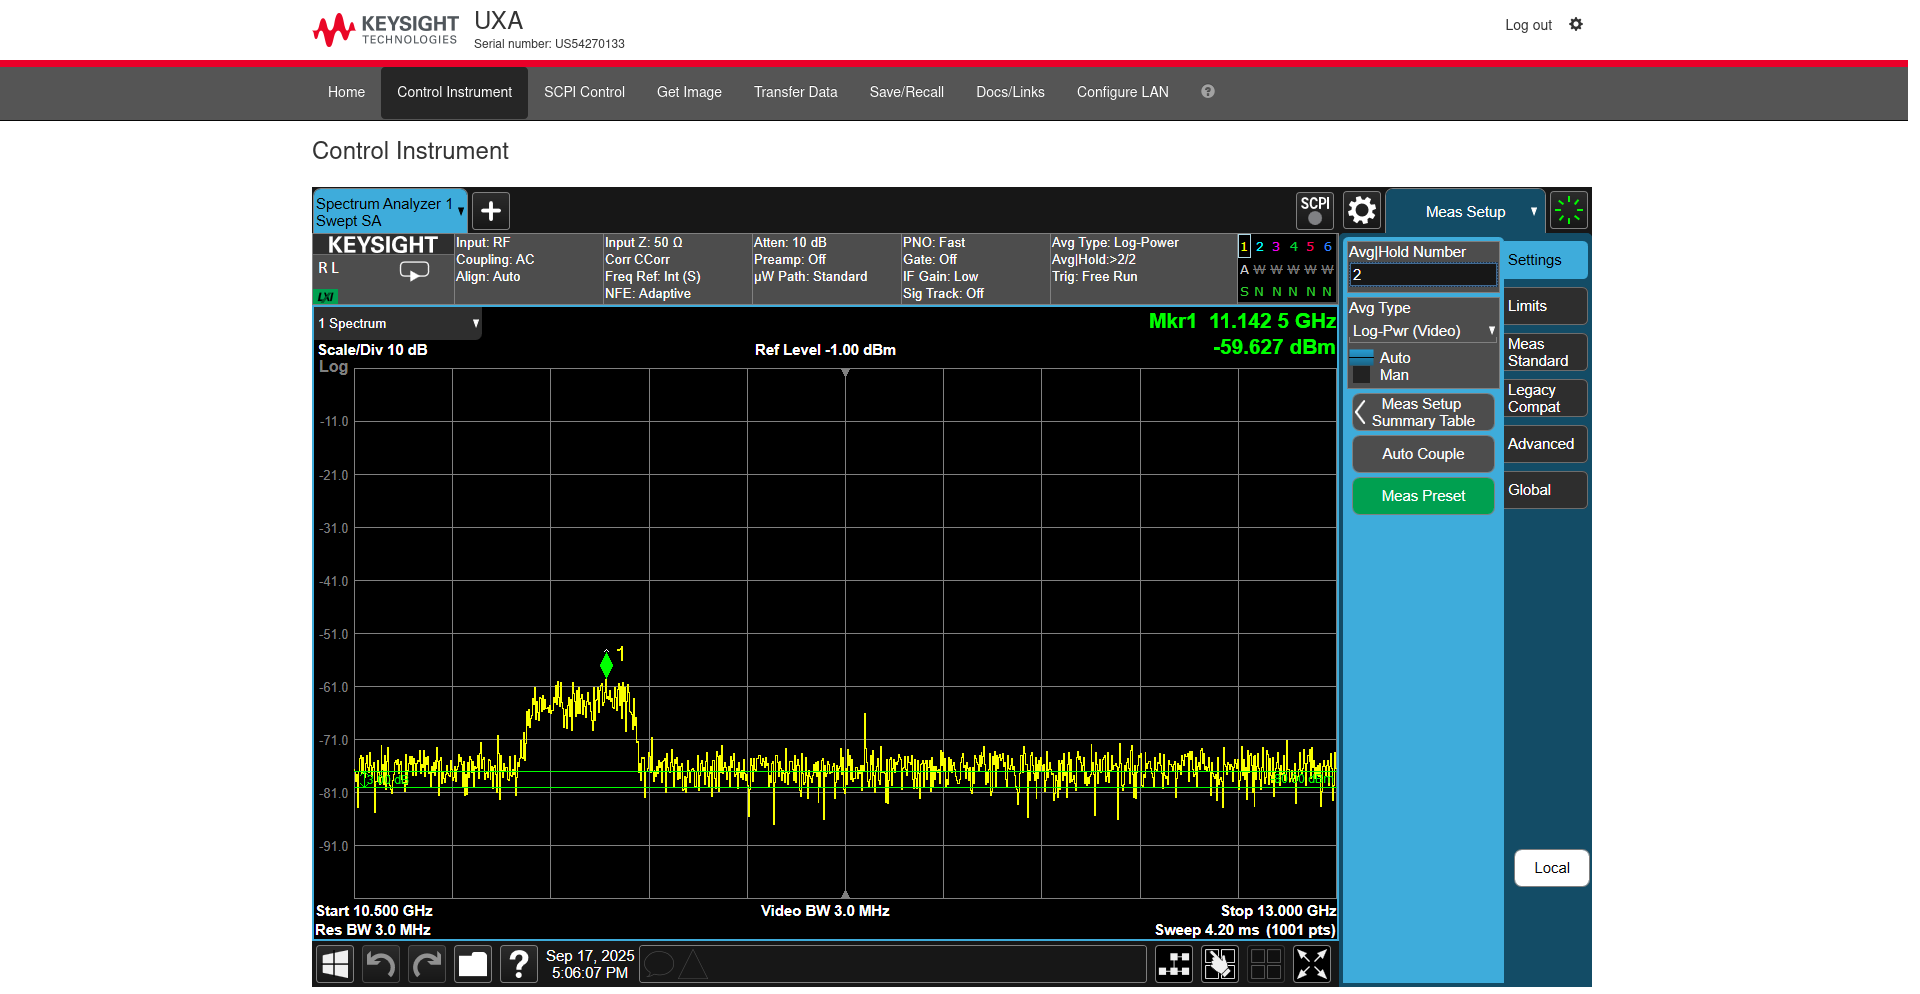 KEYSIGHT
TECHNOLOGIES
UXA
Serial number: US54270133
Log out
Home
Control Instrument
SCPI Control
Get Image
Transfer Data
Save/Recall
Docs/Links
Configure LAN
?
Control Instrument
Spectrum Analyzer 1
Swept SA
+
SCPI
Meas Setup
KEYSIGHT
R L
LXI
Input: RF
Coupling: AC
Align: Auto
Input Z: 50 Ω
Corr CCorr
Freq Ref: Int (S)
NFE: Adaptive
Atten: 10 dB
Preamp: Off
µW Path: Standard
PNO: Fast
Gate: Off
IF Gain: Low
Sig Track: Off
Avg Type: Log-Power
Avg|Hold:>2/2
Trig: Free Run
1 2 3 4 5 6
A W W W W W
S N N N N N
1 Spectrum
Scale/Div 10 dB
Log
Ref Level -1.00 dBm
Mkr1 11.142 5 GHz
-59.627 dBm
-11.0
-21.0
-31.0
-41.0
-51.0
-61.0
-71.0
-81.0
-91.0
1
Start 10.500 GHz
Res BW 3.0 MHz
Video BW 3.0 MHz
Stop 13.000 GHz
Sweep 4.20 ms (1001 pts)
Avg|Hold Number
2
Avg Type
Log-Pwr (Video)
Auto
Man
Meas Setup
Summary Table
Auto Couple
Meas Preset
Settings
Limits
Meas
Standard
Legacy
Compat
Advanced
Global
Local
?
Sep 17, 2025
5:06:07 PM